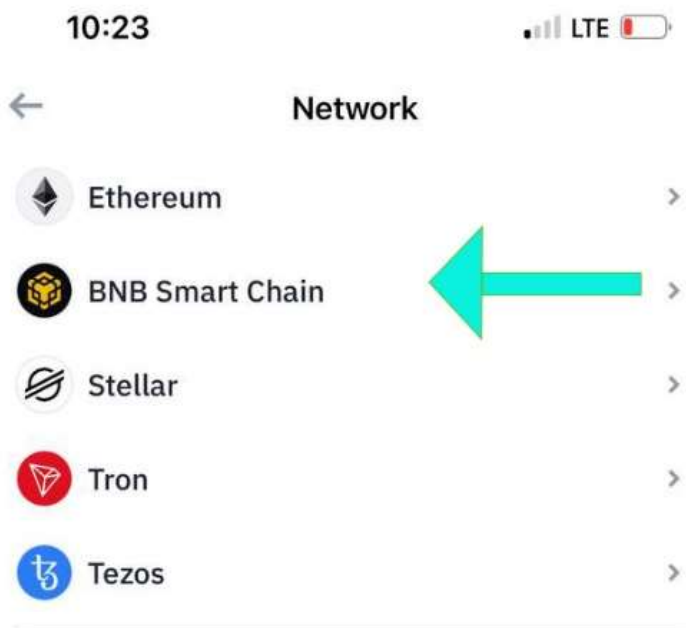 10:23 LTE
Network
Ethereum
BNB Smart Chain
Stellar
Tron
Tezos